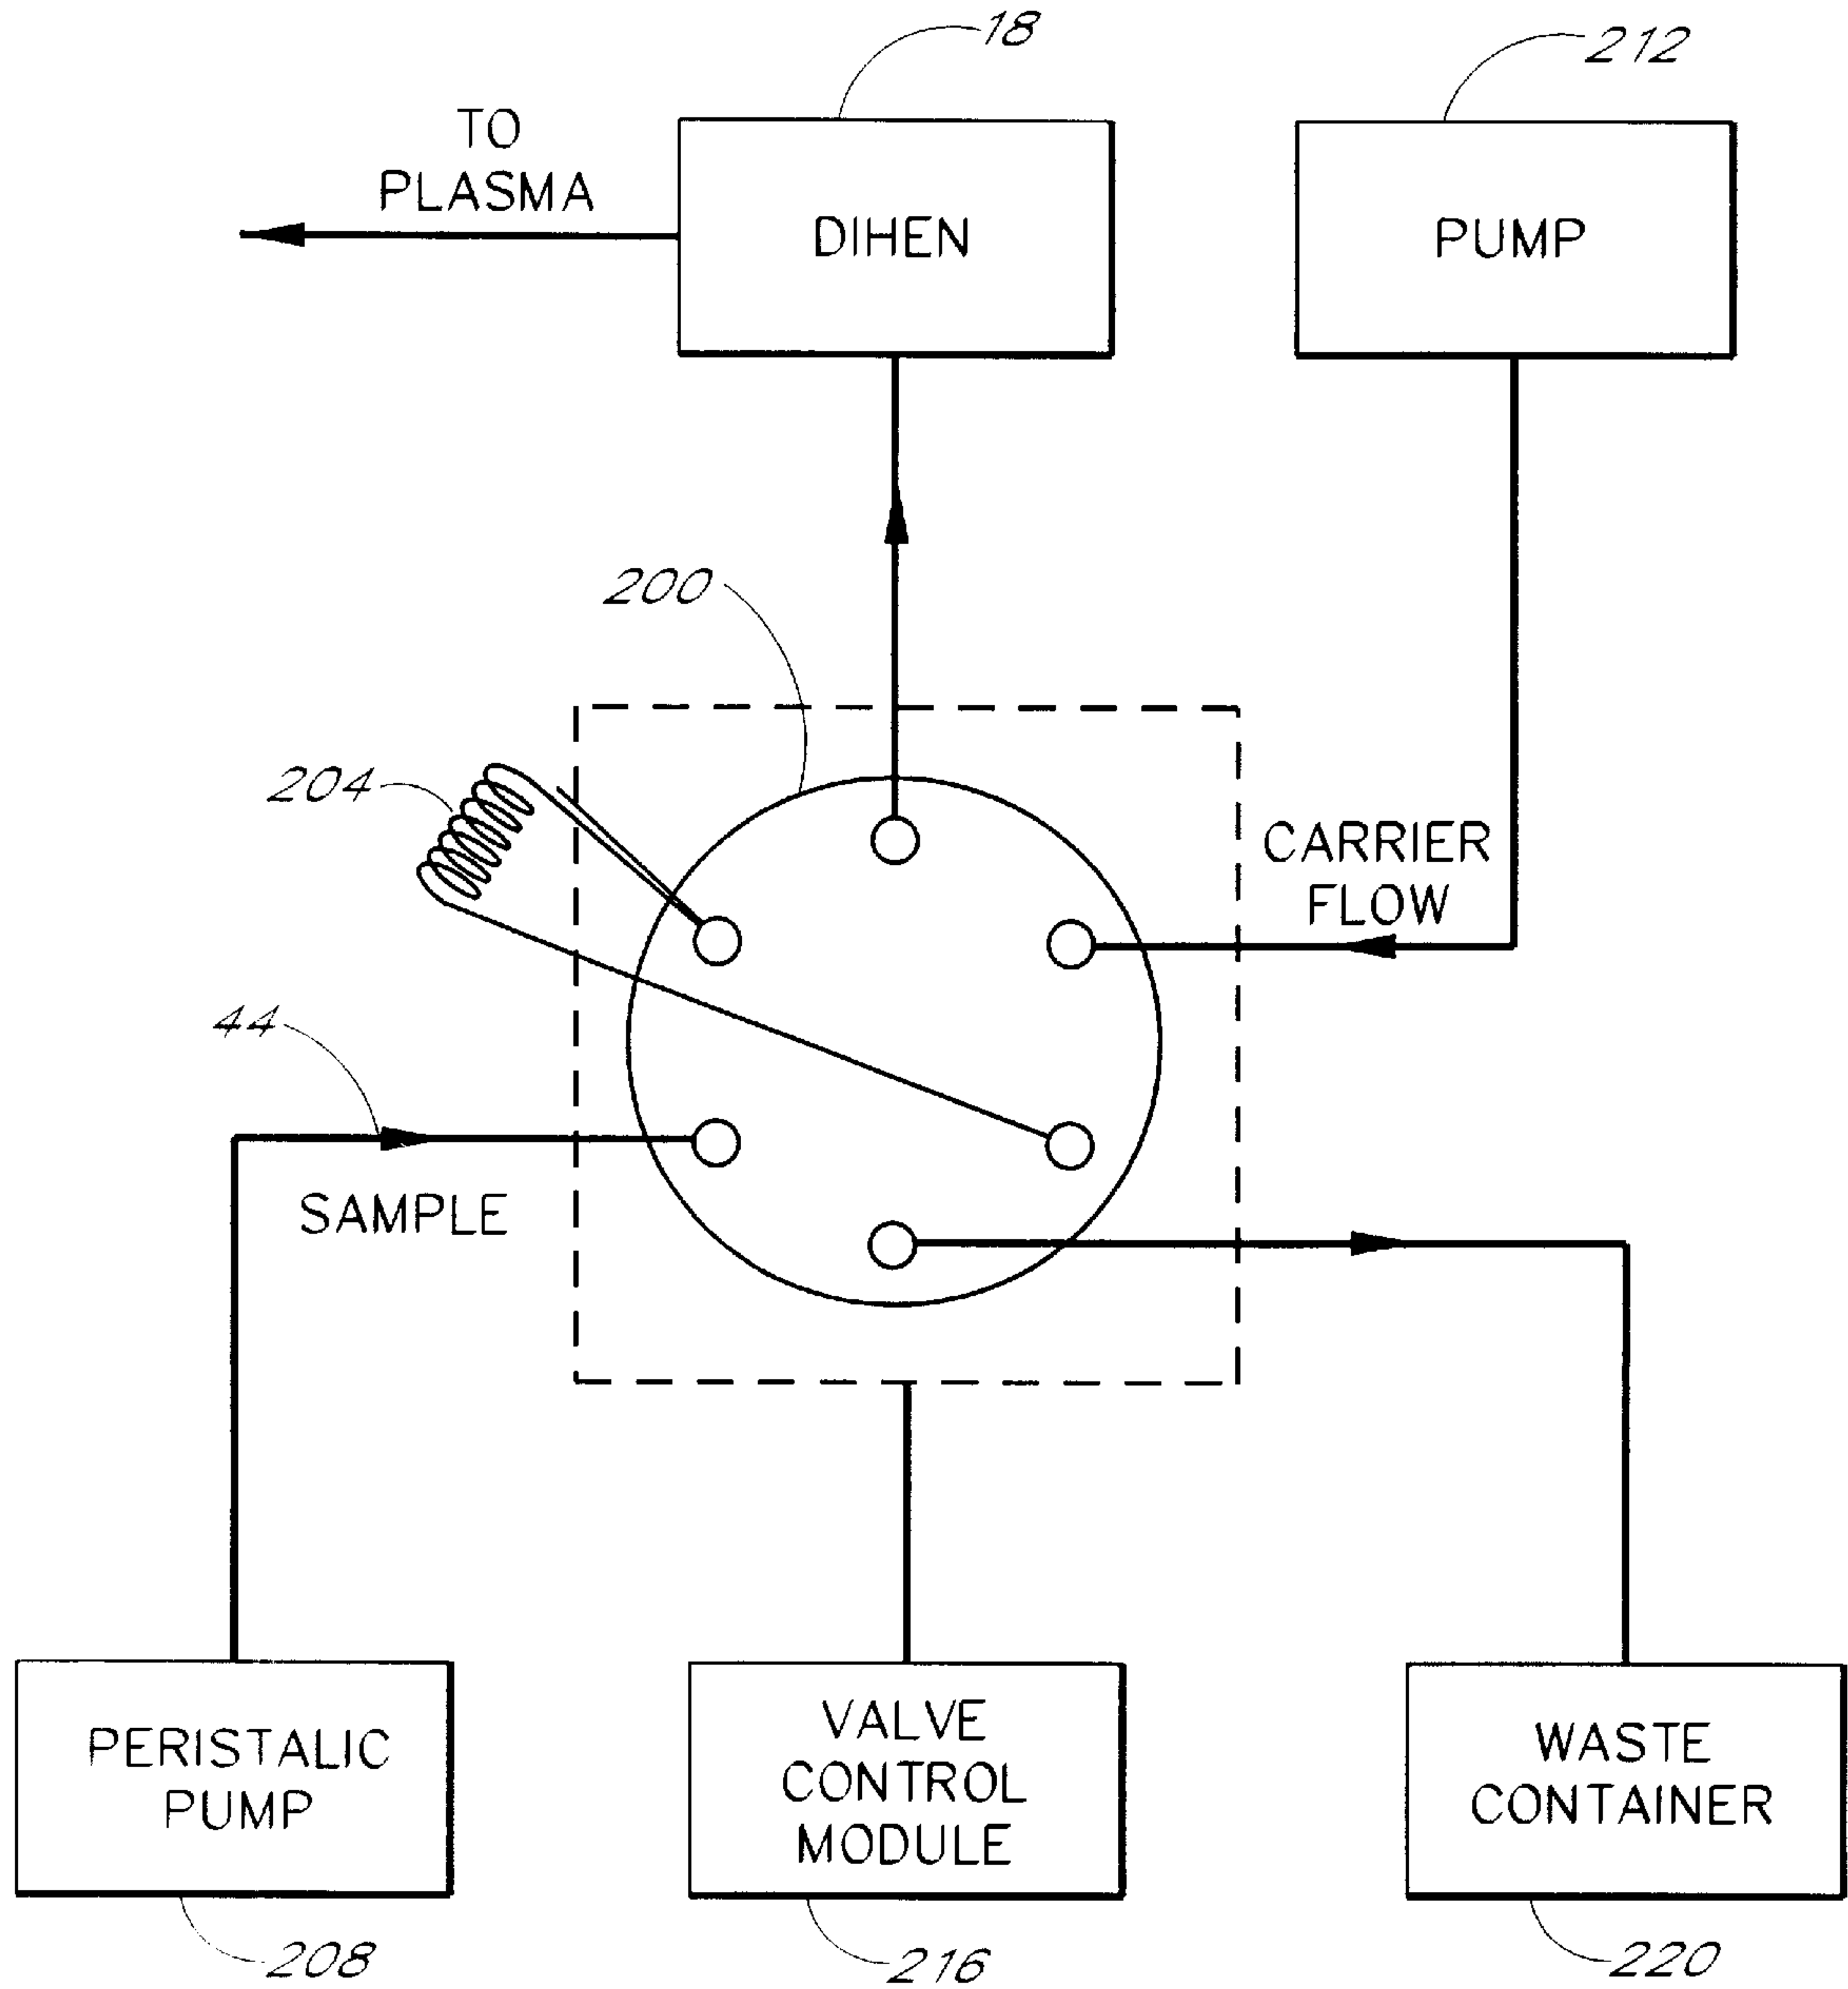 18
212
TO
PLASMA
DIHEN
PUMP
200
204
CARRIER
FLOW
44
SAMPLE
PERISTALIC
PUMP
VALVE
CONTROL
MODULE
WASTE
CONTAINER
208
216
220